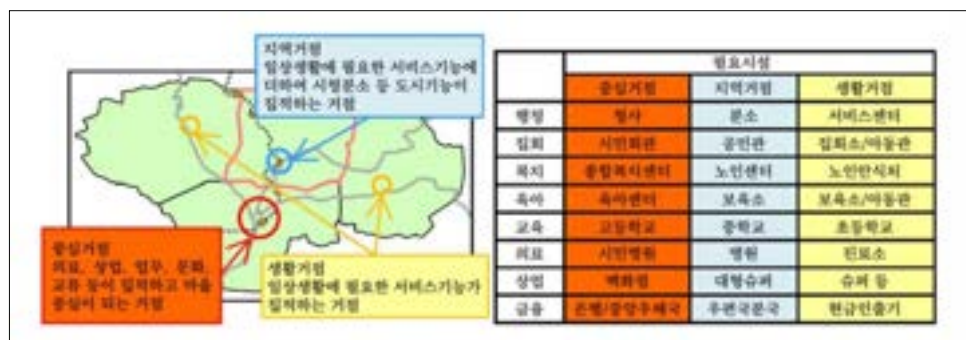 지역거점
일상생활에 필요한 서비스기능에
더하여 시청분소 등 도시기능이
집적하는 거점
중심거점
의료, 상업, 업무, 문화,
교류 등이 집적하고 마을
중심이 되는 거점
생활거점
일상생활에 필요한 서비스기능가
집적하는 거점
필요시설
중심거점 지역거점 생활거점
행정 청사 분소 서비스센터
집회 시민회관 공민관 집회소/아동관
복지 종합복지센터 노인센터 노인안식처
육아 육아센터 보육소 보육소/아동관
교육 고등학교 중학교 초등학교
의료 시민병원 병원 진료소
상업 백화점 대형슈퍼 슈퍼 등
금융 은행/중앙우체국 우편국분국 현금인출기